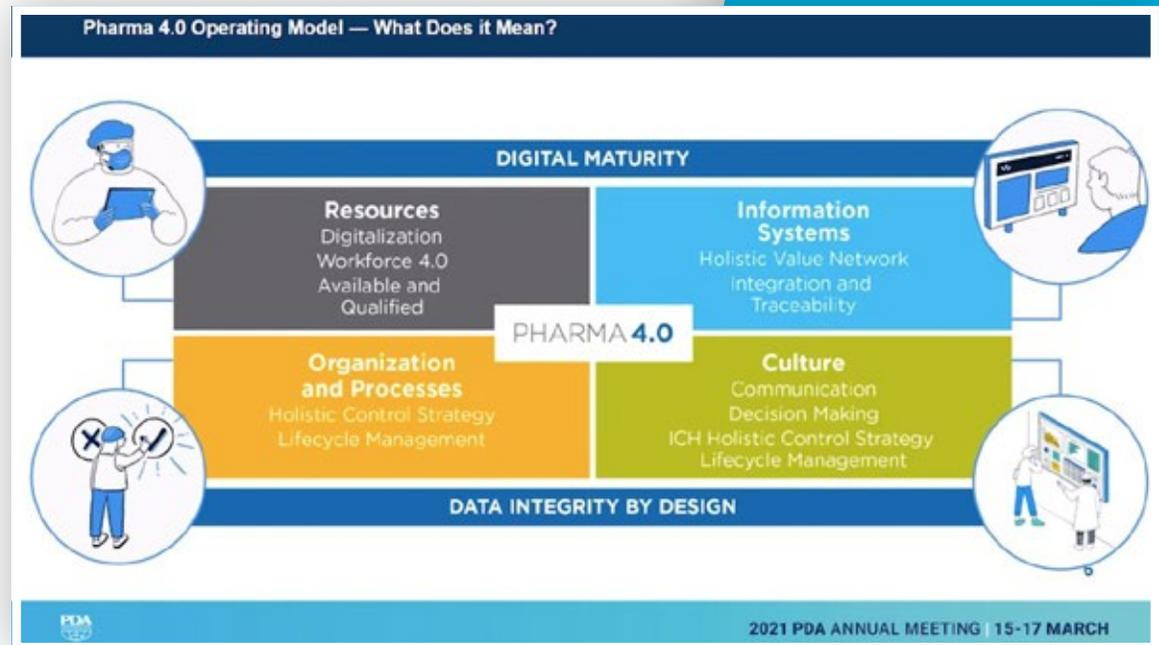 Pharma 4.0 Operating Model — What Does it Mean?
DIGITAL MATURITY
Resources
Digitalization
Workforce 4.0
Available and
Qualified
Information
Systems
Holistic Value Network
Integration and
Traceability
PHARMA 4.0
Organization
and Processes
Holistic Control Strategy
Lifecycle Management
Culture
Communication
Decision Making
ICH Holistic Control Strategy
Lifecycle Management
DATA INTEGRITY BY DESIGN
PDA
2021 PDA ANNUAL MEETING | 15-17 MARCH